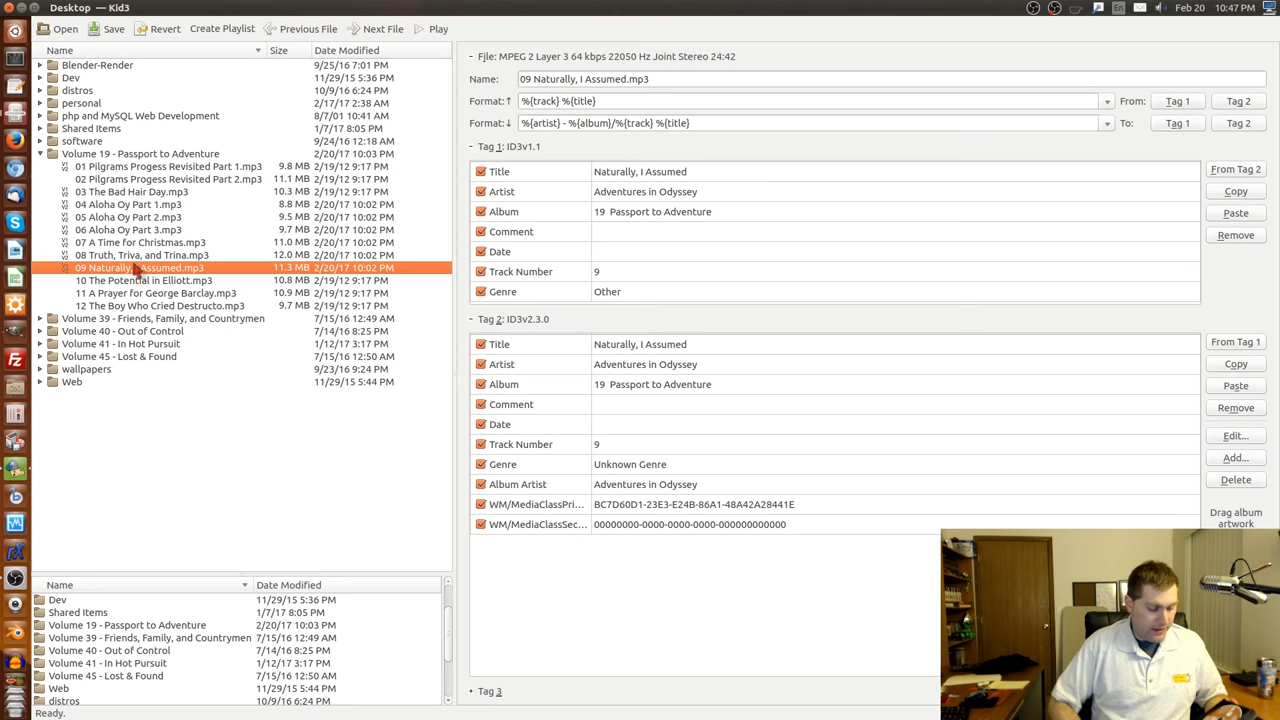 Desktop — Kid3
En
Feb 20
10:47 PM
Open
Save
Revert
Create Playlist
Previous File
Next File
Play
Name
Size
Date Modified
Blender-Render 9/25/16 7:01 PM
Dev 11/29/15 5:36 PM
distros 10/9/16 6:24 PM
personal 2/17/17 2:38 AM
php and MySQL Web Development 8/7/01 10:41 AM
Shared Items 1/7/17 8:05 PM
software 9/24/16 12:18 AM
Volume 19 - Passport to Adventure 2/20/17 10:03 PM
01 Pilgrams Progess Revisited Part 1.mp3 9.8 MB 2/19/12 9:17 PM
02 Pilgrams Progess Revisited Part 2.mp3 11.1 MB 2/19/12 9:17 PM
03 The Bad Hair Day.mp3 10.3 MB 2/20/17 10:02 PM
04 Aloha Oy Part 1.mp3 8.8 MB 2/20/17 10:02 PM
05 Aloha Oy Part 2.mp3 9.5 MB 2/20/17 10:02 PM
06 Aloha Oy Part 3.mp3 9.7 MB 2/20/17 10:02 PM
07 A Time for Christmas.mp3 11.0 MB 2/20/17 10:02 PM
08 Truth, Triva, and Trina.mp3 12.0 MB 2/20/17 10:02 PM
09 Naturally, I Assumed.mp3 11.3 MB 2/20/17 10:02 PM
10 The Potential in Elliott.mp3 10.8 MB 2/19/12 9:17 PM
11 A Prayer for George Barclay.mp3 10.9 MB 2/19/12 9:17 PM
12 The Boy Who Cried Destructo.mp3 9.7 MB 2/19/12 9:17 PM
Volume 39 - Friends, Family, and Countrymen 7/15/16 12:49 AM
Volume 40 - Out of Control 7/14/16 8:25 PM
Volume 41 - In Hot Pursuit 1/12/17 3:17 PM
Volume 45 - Lost & Found 7/15/16 12:50 AM
wallpapers 9/23/16 9:24 PM
Web 11/29/15 5:44 PM
Name
Date Modified
Dev 11/29/15 5:36 PM
Shared Items 1/7/17 8:05 PM
Volume 19 - Passport to Adventure 2/20/17 10:03 PM
Volume 39 - Friends, Family, and Countrymen 7/15/16 12:49 AM
Volume 40 - Out of Control 7/14/16 8:25 PM
Volume 41 - In Hot Pursuit 1/12/17 3:17 PM
Volume 45 - Lost & Found 7/15/16 12:50 AM
Web 11/29/15 5:44 PM
distros 10/9/16 6:24 PM
Ready.
File: MPEG 2 Layer 3 64 kbps 22050 Hz Joint Stereo 24:42
Name: 09 Naturally, I Assumed.mp3
Format:↑ %{track} %{title} From: Tag 1 Tag 2
Format:↓ %{artist} - %{album}/%{track} %{title} To: Tag 1 Tag 2
Tag 1: ID3v1.1
Title Naturally, I Assumed
Artist Adventures in Odyssey
Album 19 Passport to Adventure
Comment
Date
Track Number 9
Genre Other
From Tag 2
Copy
Paste
Remove
Tag 2: ID3v2.3.0
Title Naturally, I Assumed
Artist Adventures in Odyssey
Album 19 Passport to Adventure
Comment
Date
Track Number 9
Genre Unknown Genre
Album Artist Adventures in Odyssey
WM/MediaClassPri... BC7D60D1-23E3-E24B-86A1-48A42A28441E
WM/MediaClassSec... 00000000-0000-0000-0000-000000000000
From Tag 1
Copy
Paste
Remove
Edit...
Add...
Delete
Drag album
artwork
Tag 3